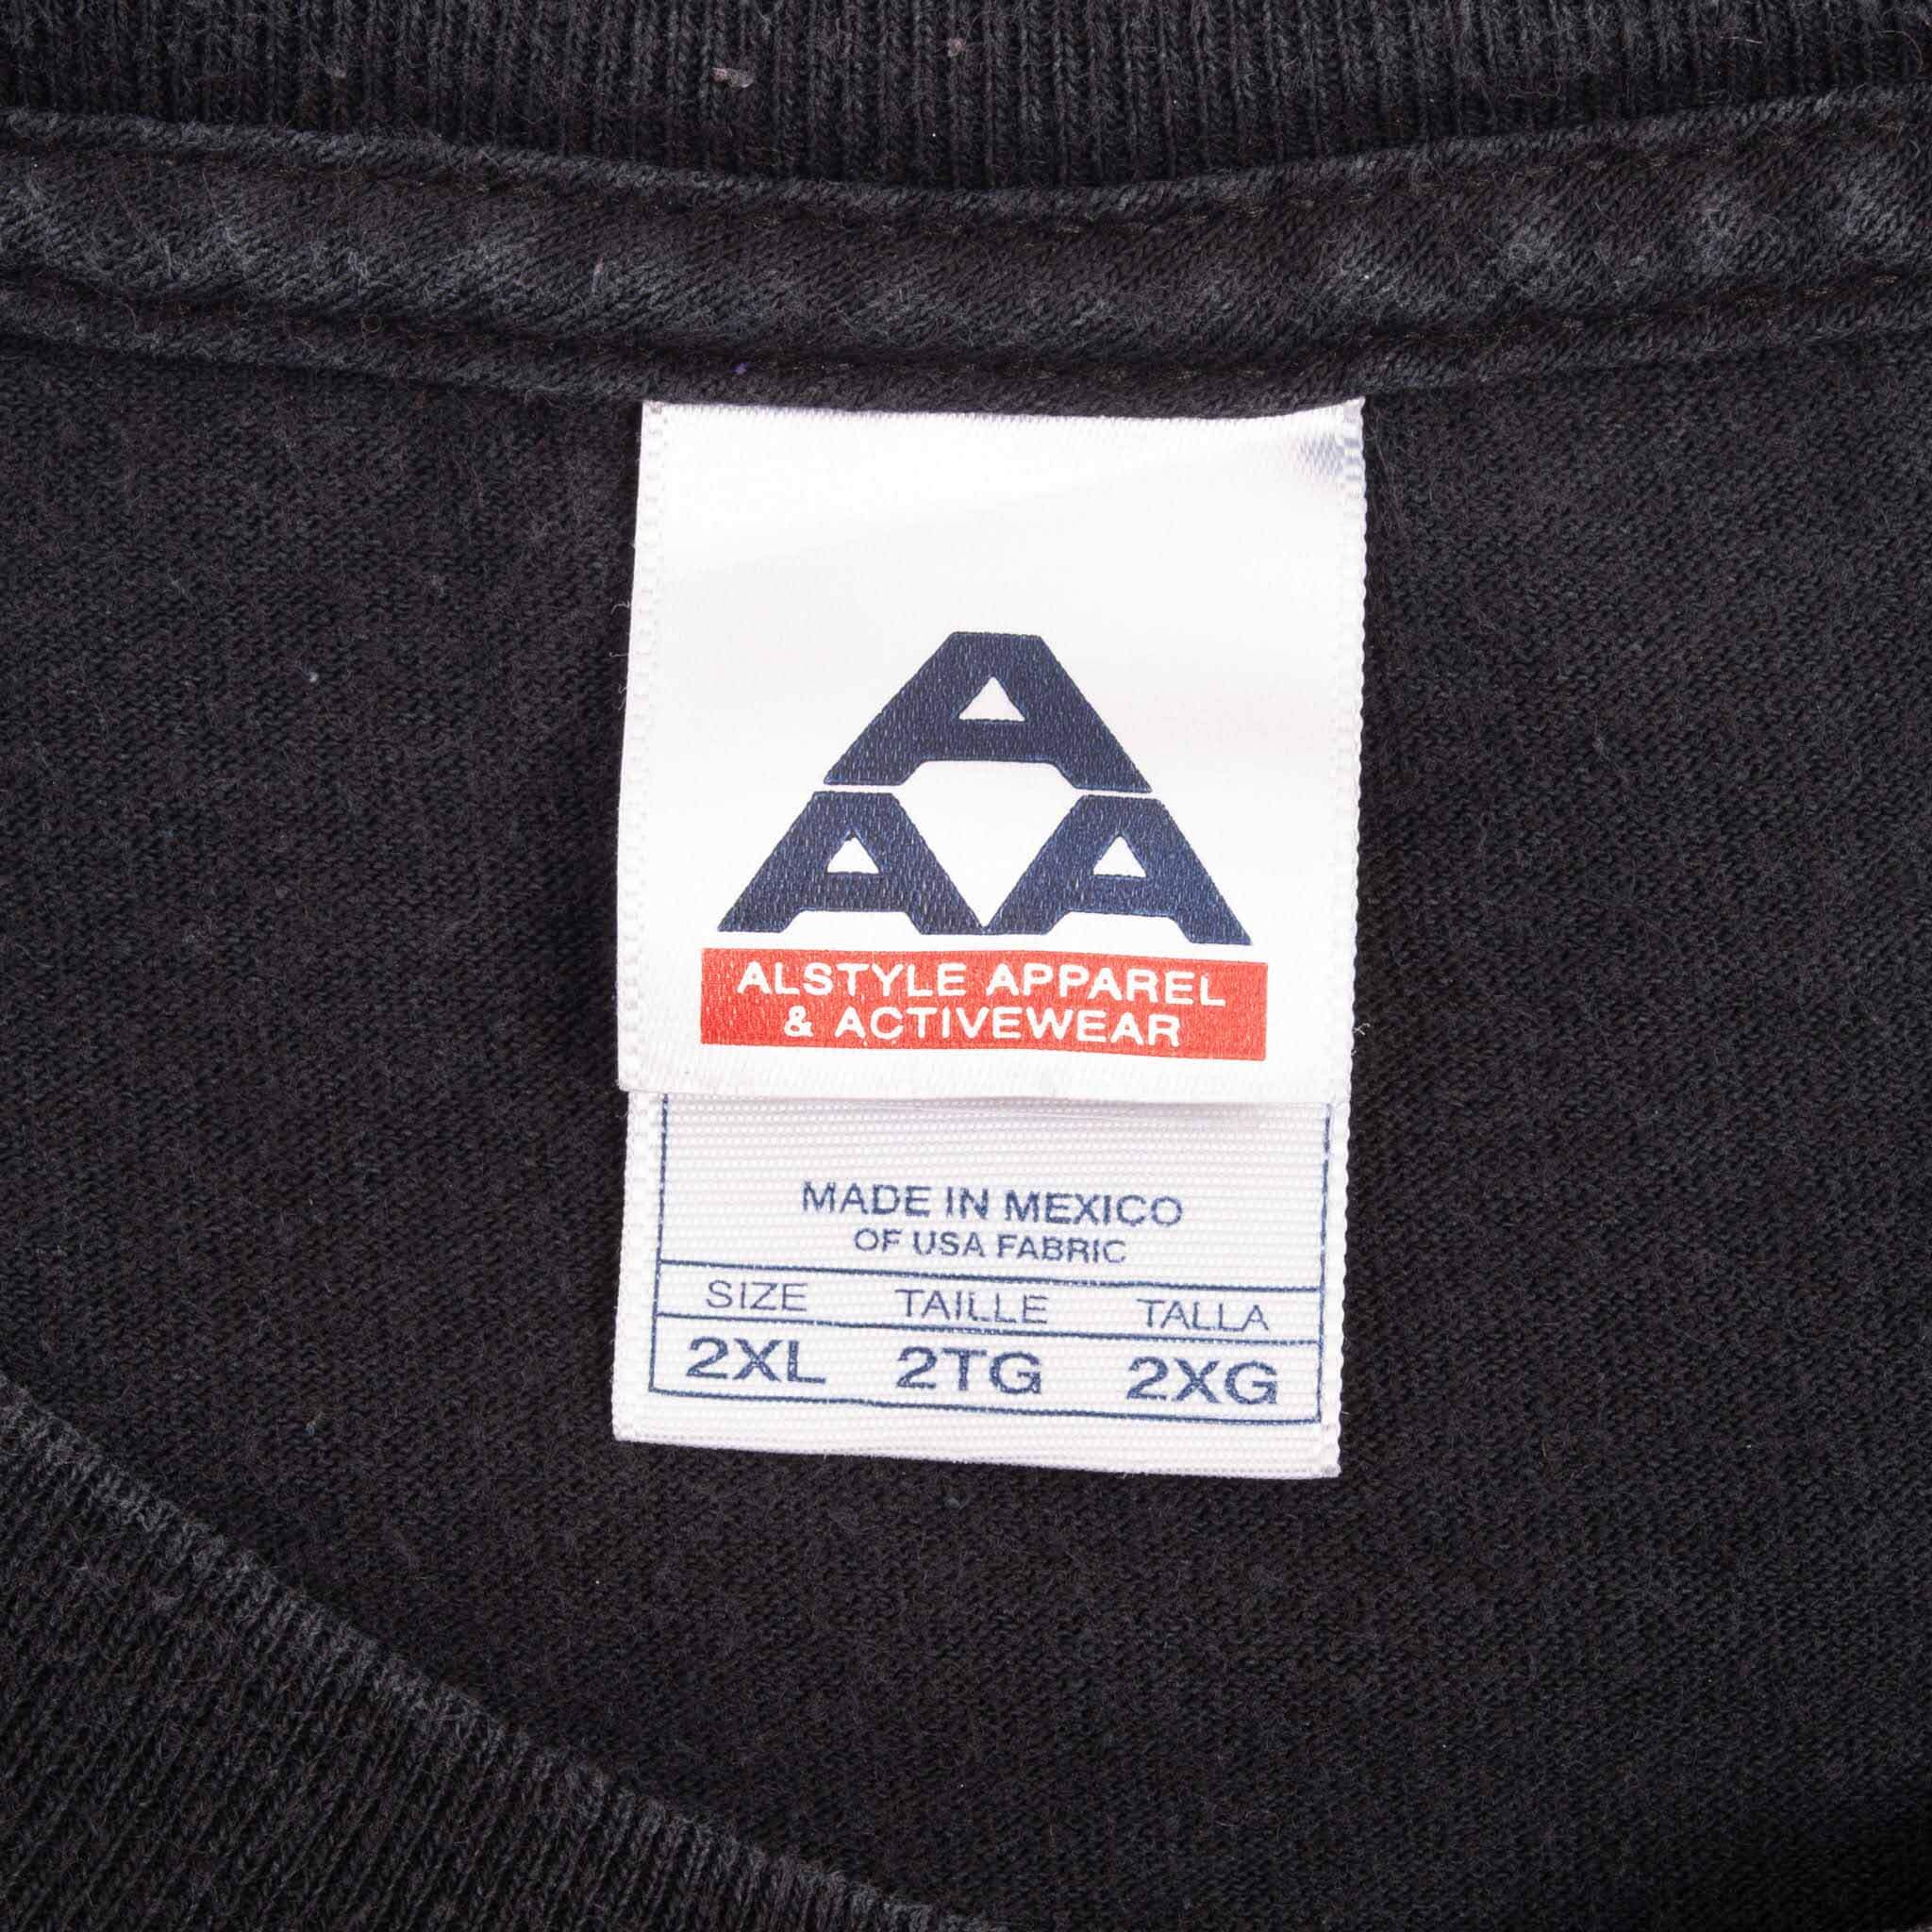 A
A A
ALSTYLE APPAREL
& ACTIVEWEAR
MADE IN MEXICO
OF USA FABRIC
SIZE TAILLE TALLA
2XL 2TG 2XG